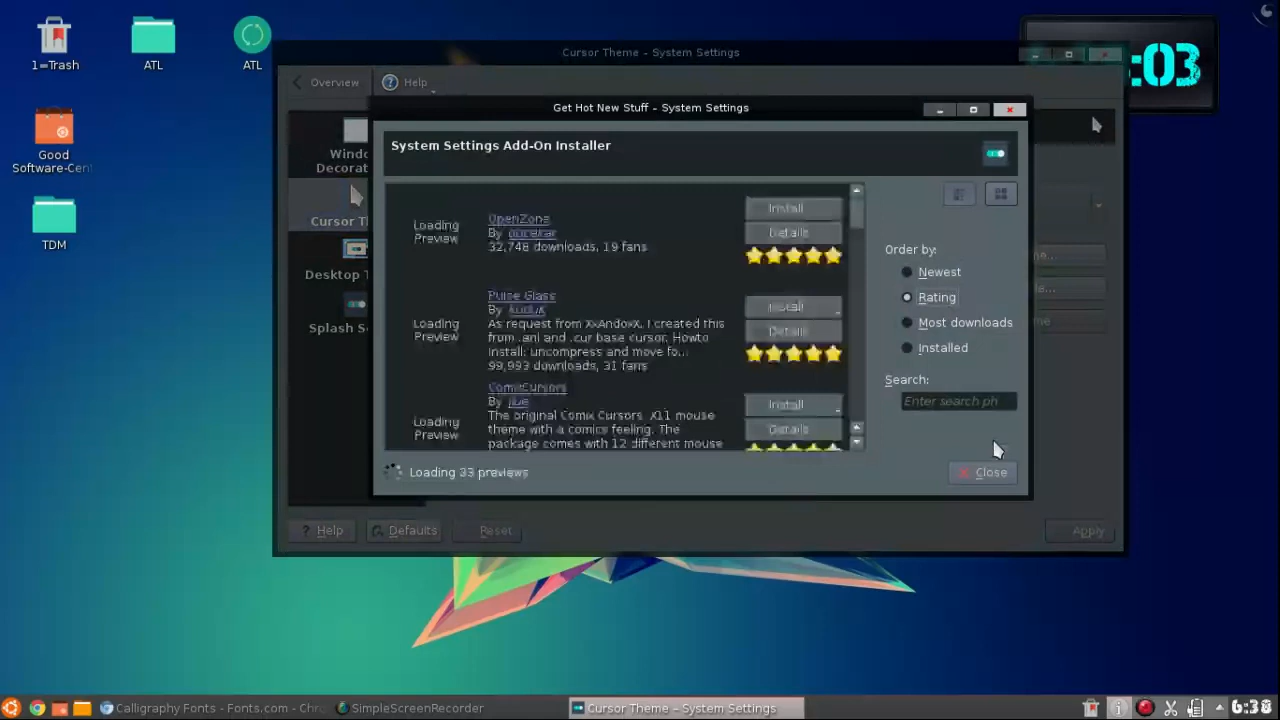 1=Trash
ATL
ATL
Good
Software-Cen
TDM
:03
Cursor Theme – System Settings
Overview
Help
Get Hot New Stuff – System Settings
System Settings Add-On Installer
Windo
Decorat
Cursor T
Desktop T
Splash S
Loading
Preview
OpenZone
By
32,748 downloads, 19 fans
Install
Details
Loading
Preview
Pulse Glass
By
As request from XxAndoxX. I created this
from .ani and .cur base cursor. Howto
Install: uncompress and move fo...
99,993 downloads, 31 fans
Install
Details
Loading
Preview
ComixCursors
By
The original Comix Cursors. X11 mouse
theme with a comics feeling. The
package comes with 12 different mouse
Install
Details
Order by:
Newest
Rating
Most downloads
Installed
Search:
Enter search ph
Loading 23 previews
Close
? Help
Defaults
Reset
Apply
Calligraphy Fonts - Fonts.com - Chro
SimpleScreenRecorder
Cursor Theme – System Settings
6:38